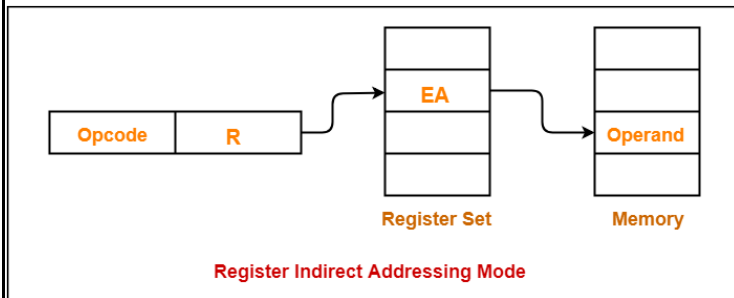 EA
Opcode
R
Operand
Register Set
Memory
Register Indirect Addressing Mode